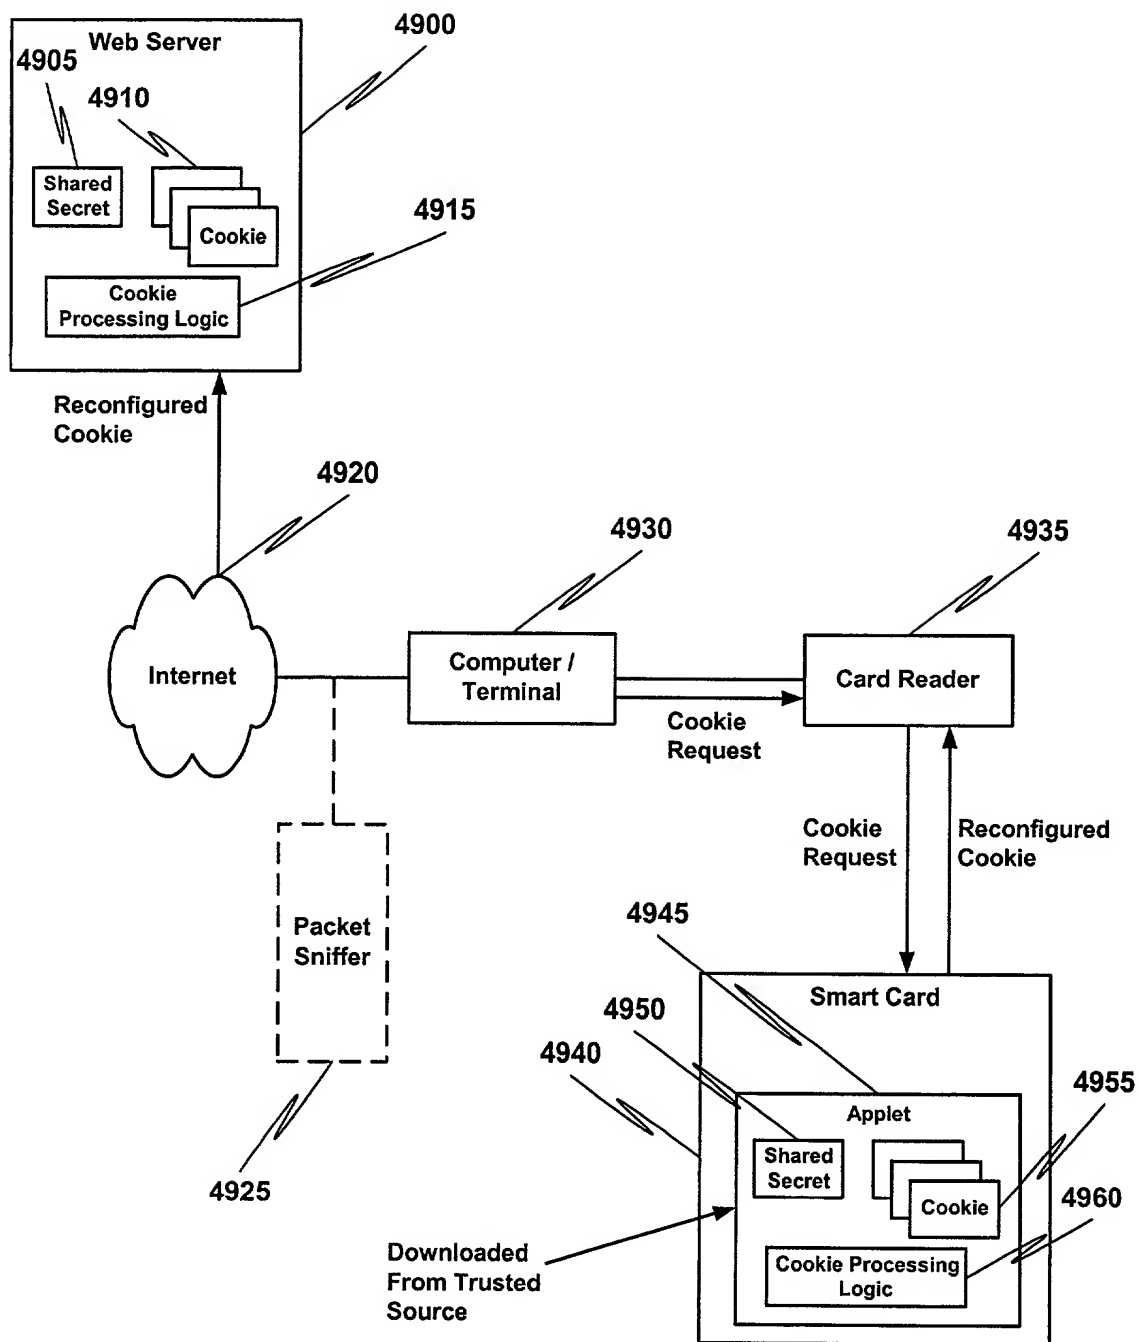 4900
Web Server
4905
4910
Shared
Secret
Cookie
4915
Cookie
Processing Logic
Reconfigured
Cookie
4920
4930
4935
Internet
Computer /
Terminal
Card Reader
Cookie
Request
Cookie
Request
Reconfigured
Cookie
Packet
Sniffer
4925
4945
4950
4940
Smart Card
4955
Applet
Shared
Secret
Cookie
4960
Cookie Processing
Logic
Downloaded
From Trusted
Source